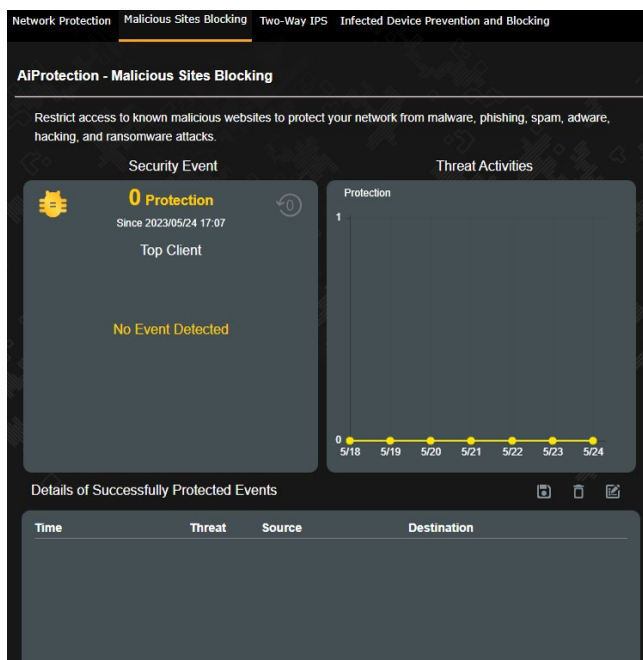 Network Protection Malicious Sites Blocking Two-Way IPS Infected Device Prevention and Blocking
AiProtection - Malicious Sites Blocking
Restrict access to known malicious websites to protect your network from malware, phishing, spam, adware,
hacking, and ransomware attacks.
Security Event
Threat Activities
0 Protection
Since 2023/05/24 17:07
0
Top Client
No Event Detected
Protection
1
0
5/18 5/19 5/20 5/21 5/22 5/23 5/24
Details of Successfully Protected Events
Time Threat Source Destination